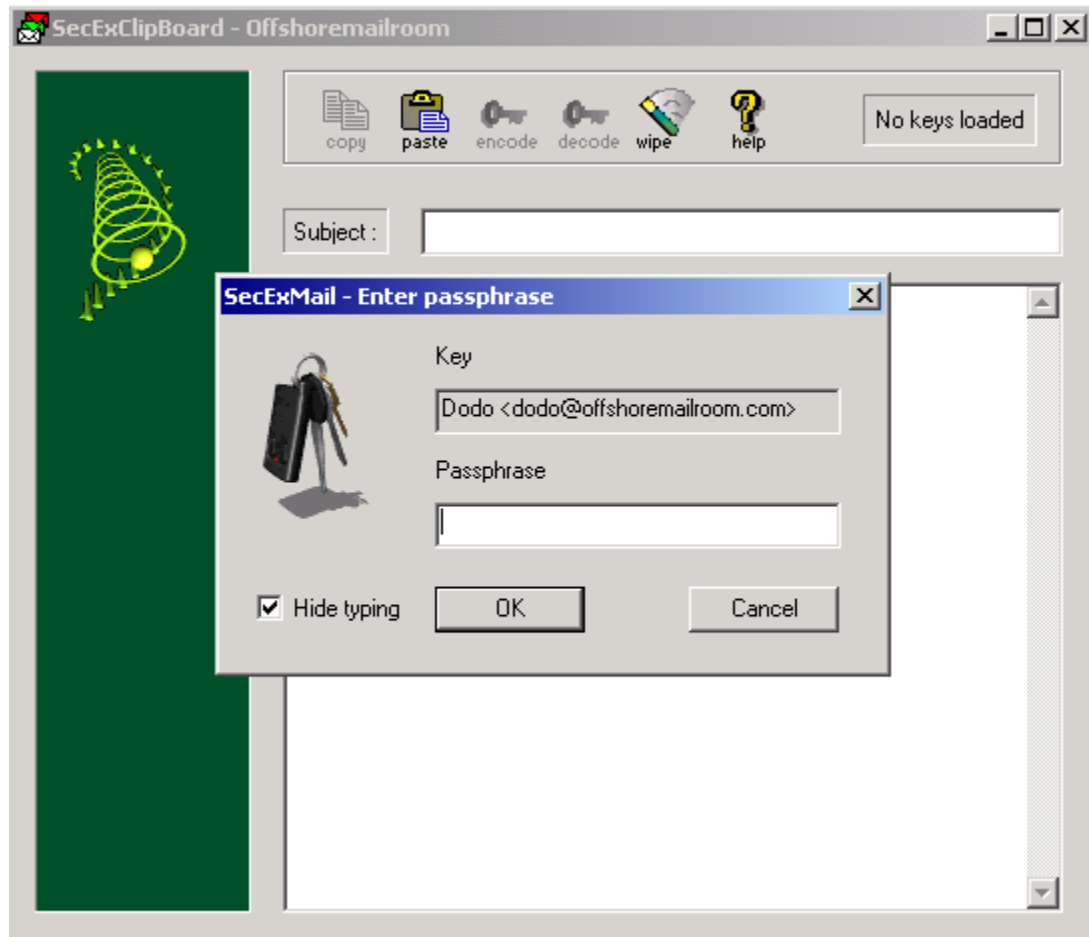 SecExClipBoard - Offshoremailroom
copy paste encode decode wipe help
No keys loaded
Subject :
SecExMail - Enter passphrase
Key
Dodo <dodo@offshoremailroom.com>
Passphrase
Hide typing
OK
Cancel